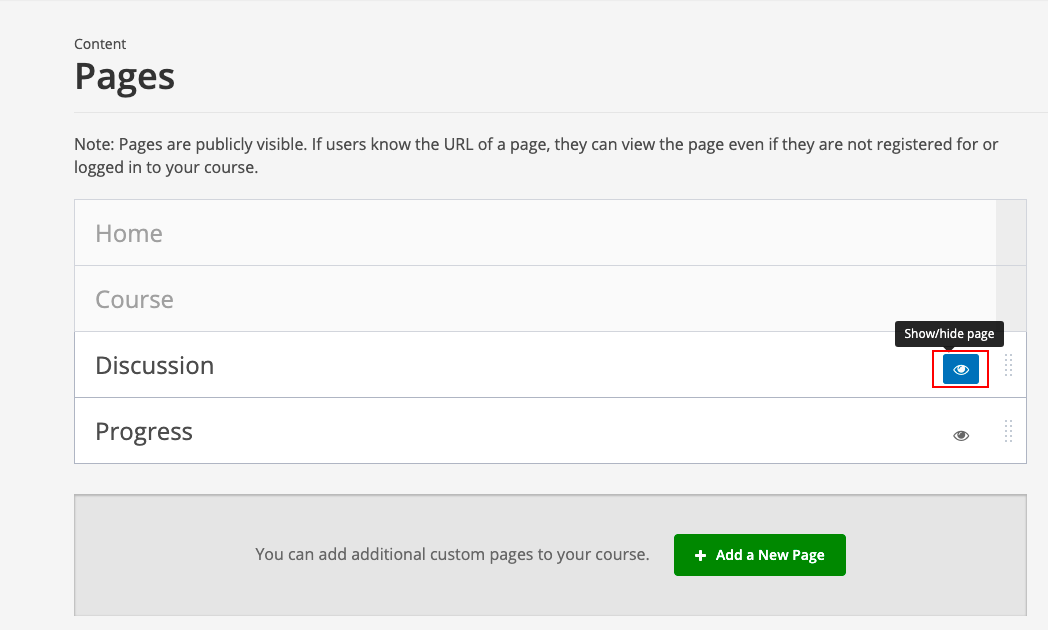 Content
Pages
Note: Pages are publicly visible. If users know the URL of a page, they can view the page even if they are not registered for or
logged in to your course.
Home
Course
Show/hide page
Discussion
Progress
You can add additional custom pages to your course.
Add a New Page